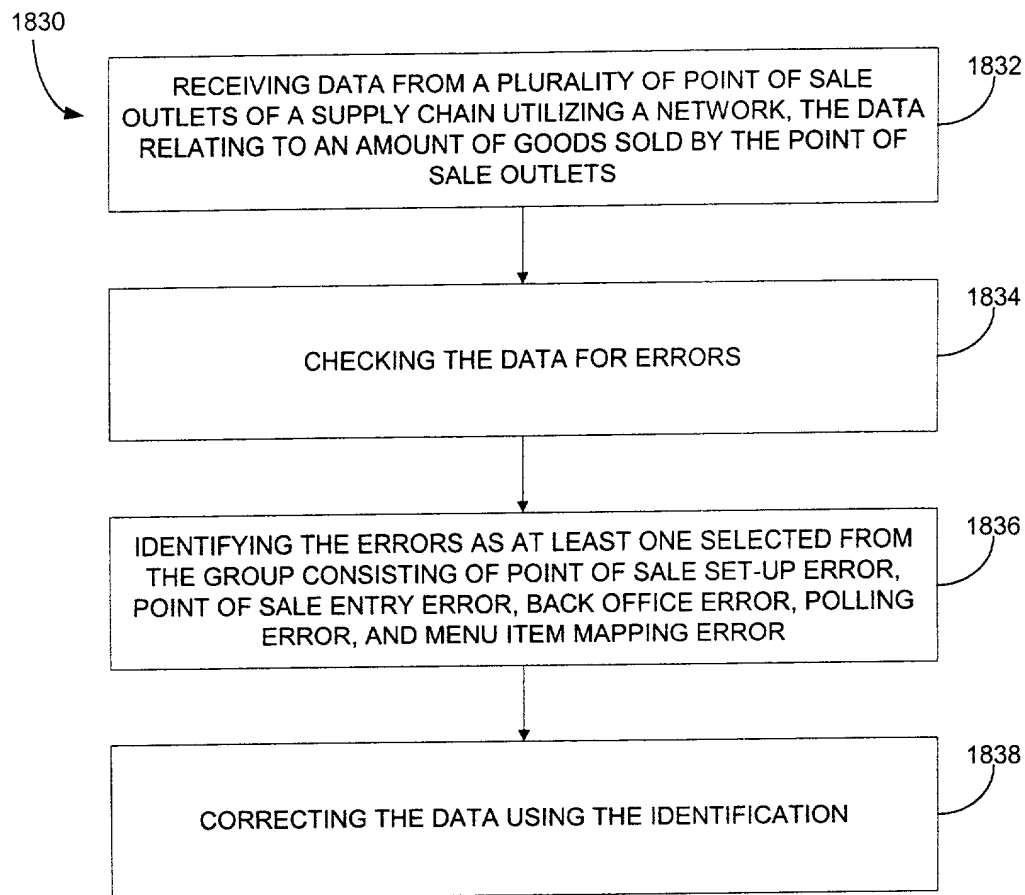 1830
1832
RECEIVING DATA FROM A PLURALITY OF POINT OF SALE
OUTLETS OF A SUPPLY CHAIN UTILIZING A NETWORK, THE DATA
RELATING TO AN AMOUNT OF GOODS SOLD BY THE POINT OF
SALE OUTLETS
1834
CHECKING THE DATA FOR ERRORS
1836
IDENTIFYING THE ERRORS AS AT LEAST ONE SELECTED FROM
THE GROUP CONSISTING OF POINT OF SALE SET-UP ERROR,
POINT OF SALE ENTRY ERROR, BACK OFFICE ERROR, POLLING
ERROR, AND MENU ITEM MAPPING ERROR
1838
CORRECTING THE DATA USING THE IDENTIFICATION